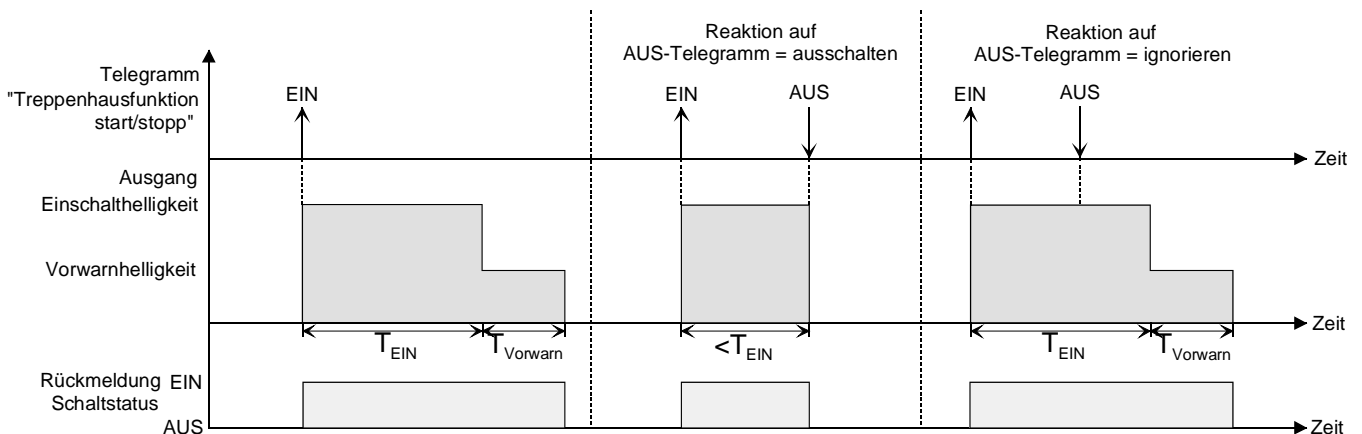 Reaktion auf
AUS-Telegramm = ausschalten
Reaktion auf
AUS-Telegramm = ignorieren
Telegramm
"Treppenhausfunktion
start/stopp"
EIN
EIN
AUS
EIN
AUS
Zeit
Ausgang
Einschalthelligkeit
Vorwarnhelligkeit
Zeit
TEIN
TVorwarn
<TEIN
TEIN
TVorwarn
Rückmeldung EIN
Schaltstatus
AUS
Zeit